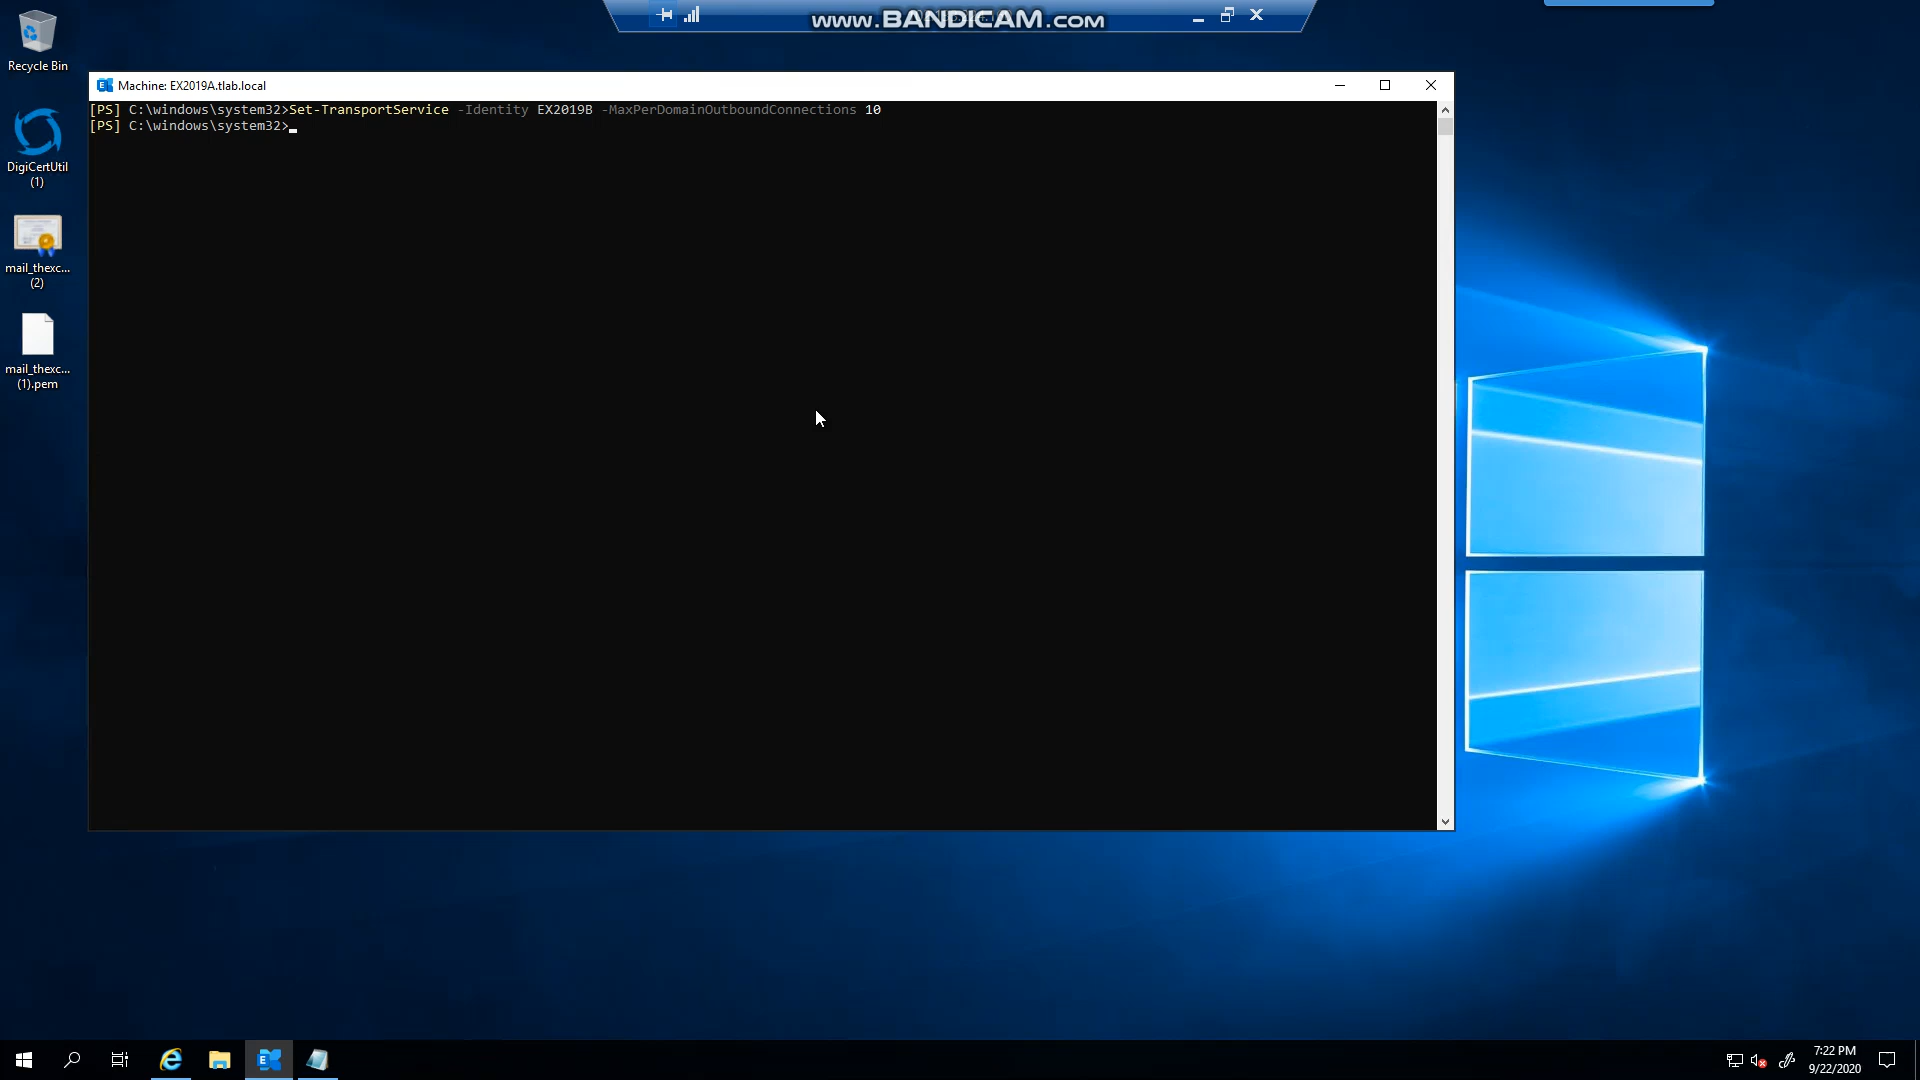 www.BANDICAM.com
Recycle Bin
Machine: EX2019A.tlab.local
[PS] C:\windows\system32>Set-TransportService -Identity EX2019B -MaxPerDomainOutboundConnections 10
[PS] C:\windows\system32>
DigiCertUtil
(1)
mail_thexc...
(2)
mail_thexc...
(1).pem
7:22 PM
9/22/2020